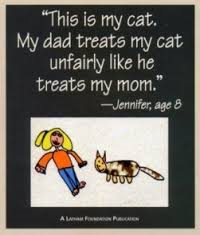 "This is my cat.
My dad treats my cat
unfairly like he
treats my mom."
—Jennifer, age 8
A LATHAM FOUNDATION PUBLICATION